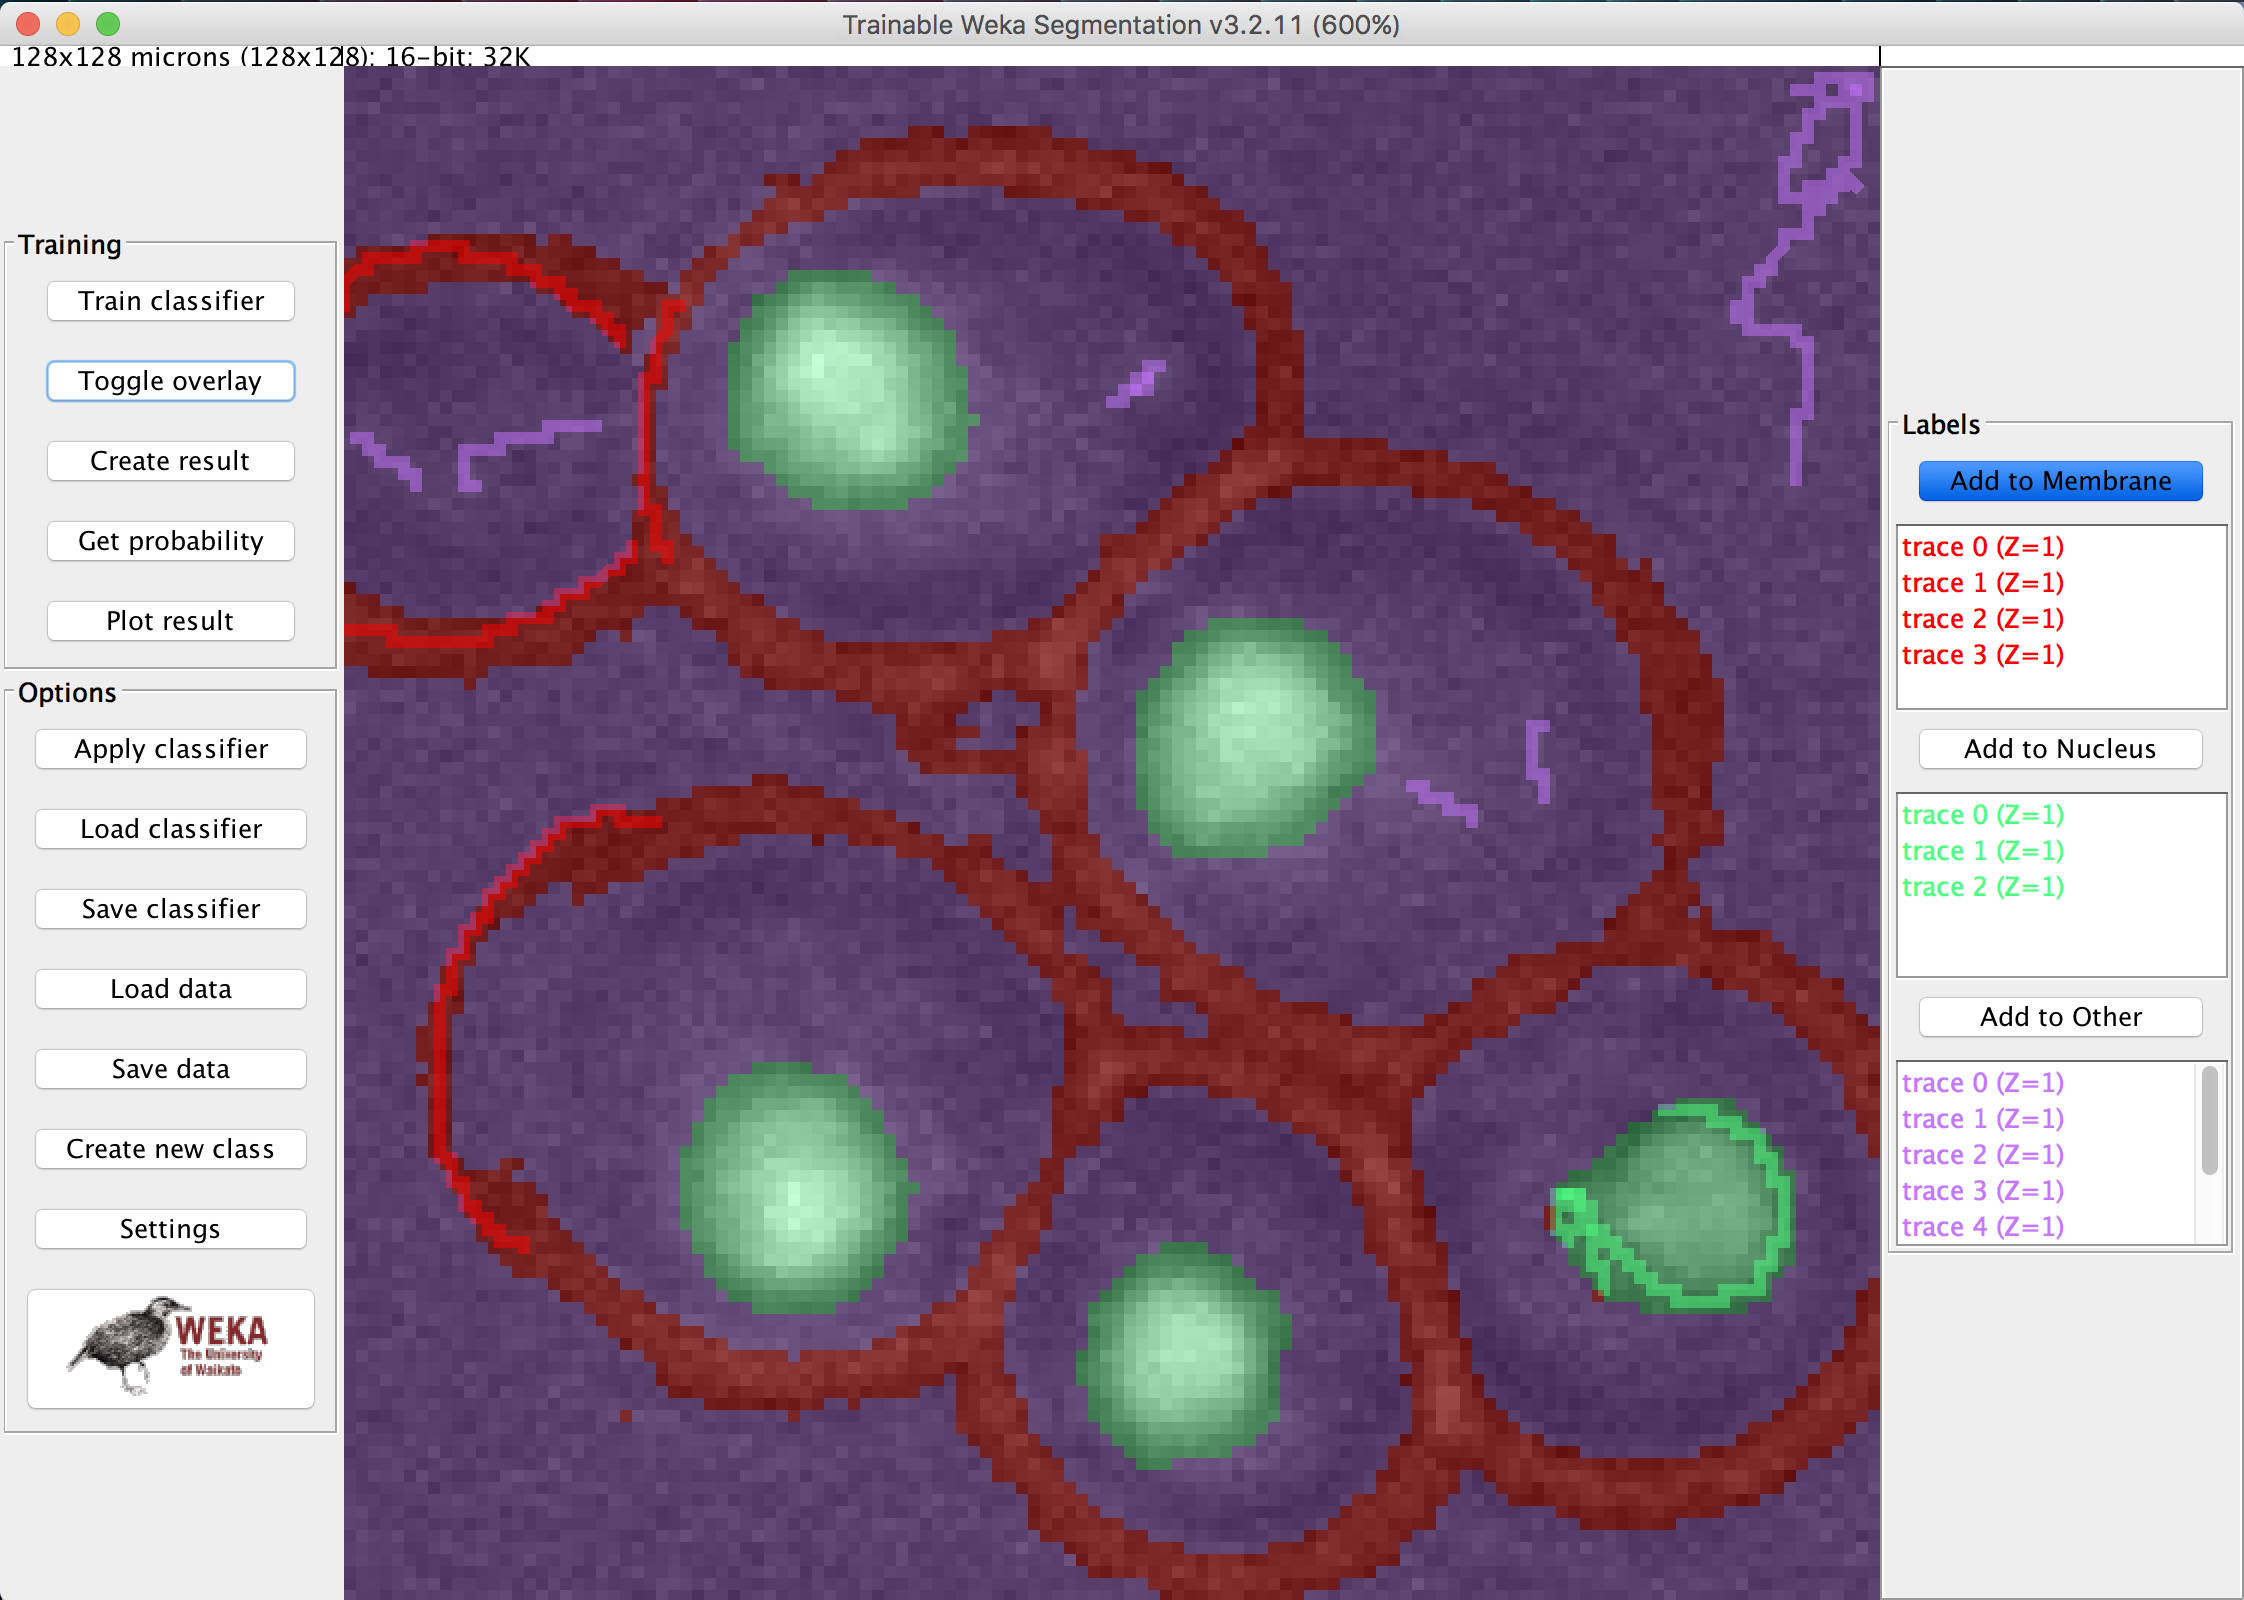 Trainable Weka Segmentation v3.2.11 (600%)
128x128 microns (128x128); 16-bit; 32K
Training
Train classifier
Toggle overlay
Create result
Get probability
Plot result
Options
Apply classifier
Load classifier
Save classifier
Load data
Save data
Create new class
Settings
WEKA
The University
of Waikato
Labels
Add to Membrane
trace 0 (Z=1)
trace 1 (Z=1)
trace 2 (Z=1)
trace 3 (Z=1)
Add to Nucleus
trace 0 (Z=1)
trace 1 (Z=1)
trace 2 (Z=1)
Add to Other
trace 0 (Z=1)
trace 1 (Z=1)
trace 2 (Z=1)
trace 3 (Z=1)
trace 4 (Z=1)